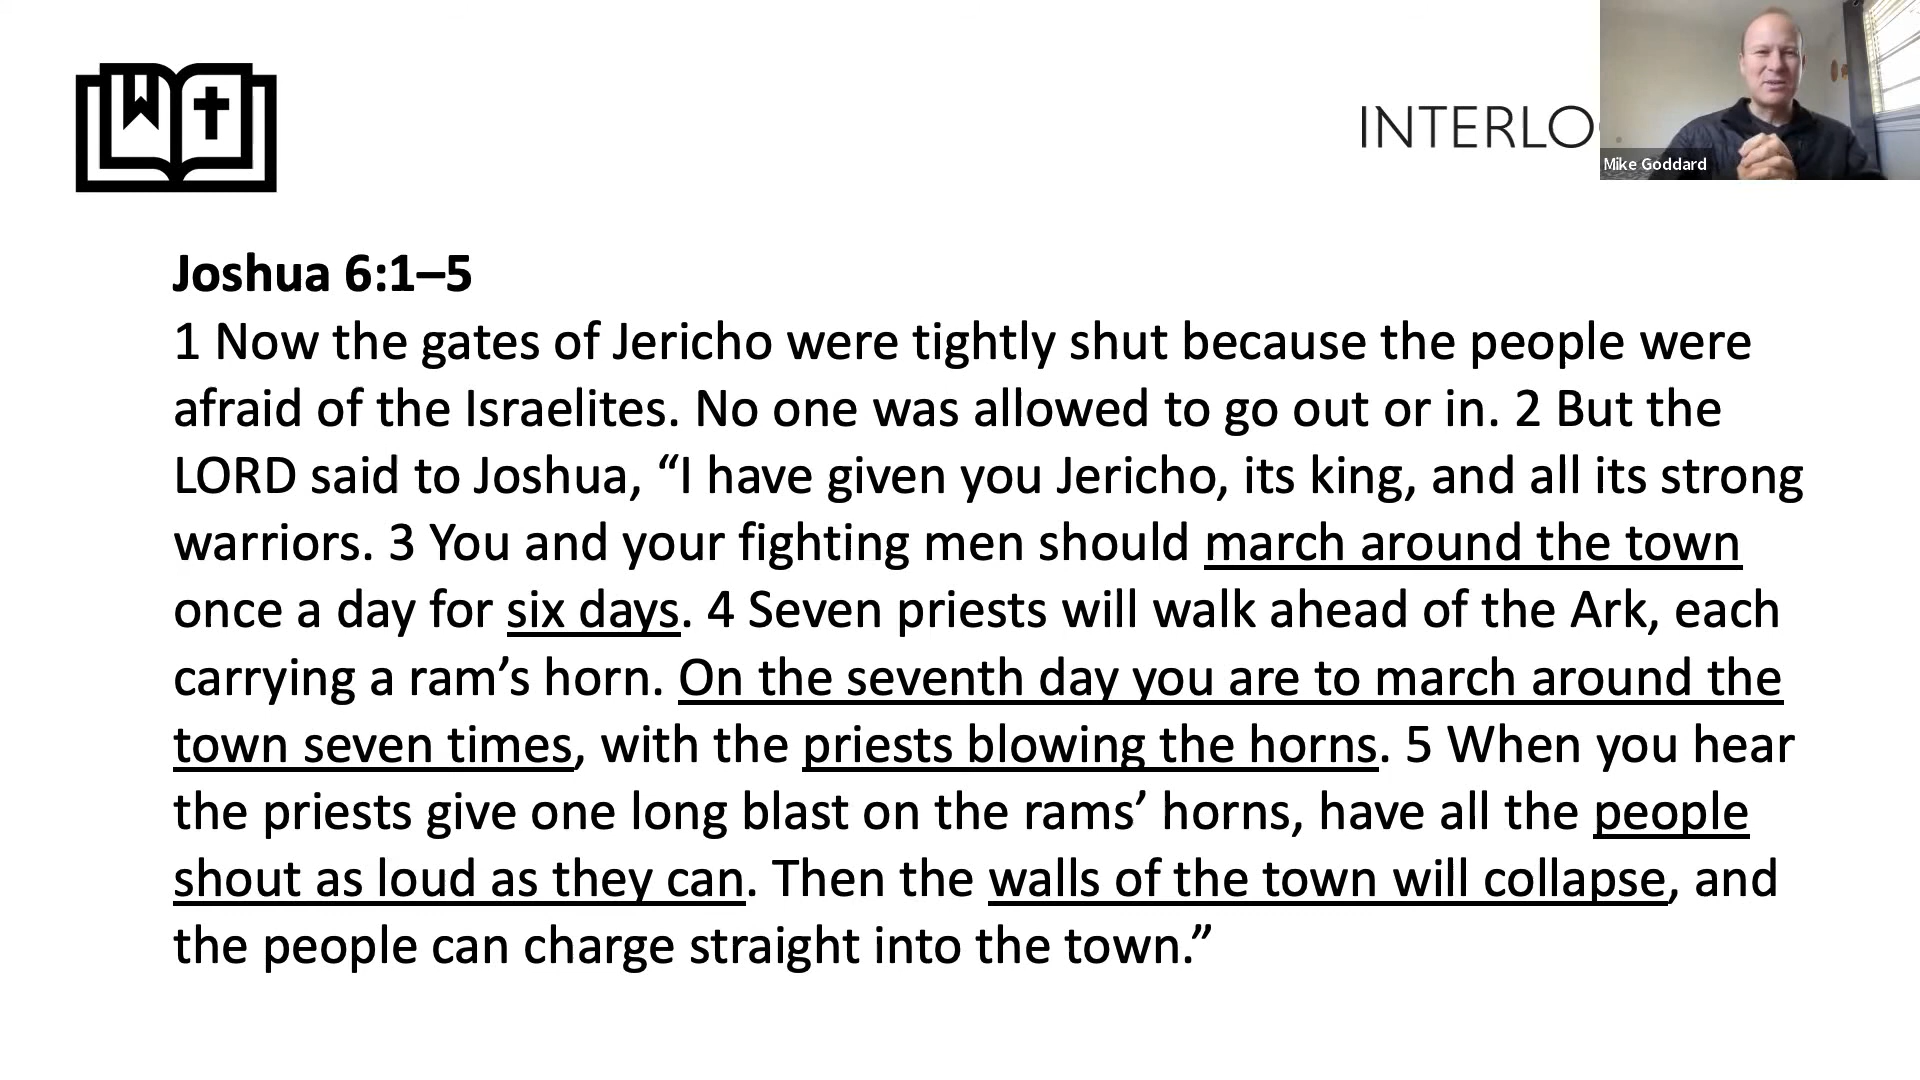 INTERLO
Mike Goddard
Joshua 6:1–5
1 Now the gates of Jericho were tightly shut because the people were
afraid of the Israelites. No one was allowed to go out or in. 2 But the
LORD said to Joshua, “I have given you Jericho, its king, and all its strong
warriors. 3 You and your fighting men should march around the town
once a day for six days. 4 Seven priests will walk ahead of the Ark, each
carrying a ram’s horn. On the seventh day you are to march around the
town seven times, with the priests blowing the horns. 5 When you hear
the priests give one long blast on the rams’ horns, have all the people
shout as loud as they can. Then the walls of the town will collapse, and
the people can charge straight into the town.”